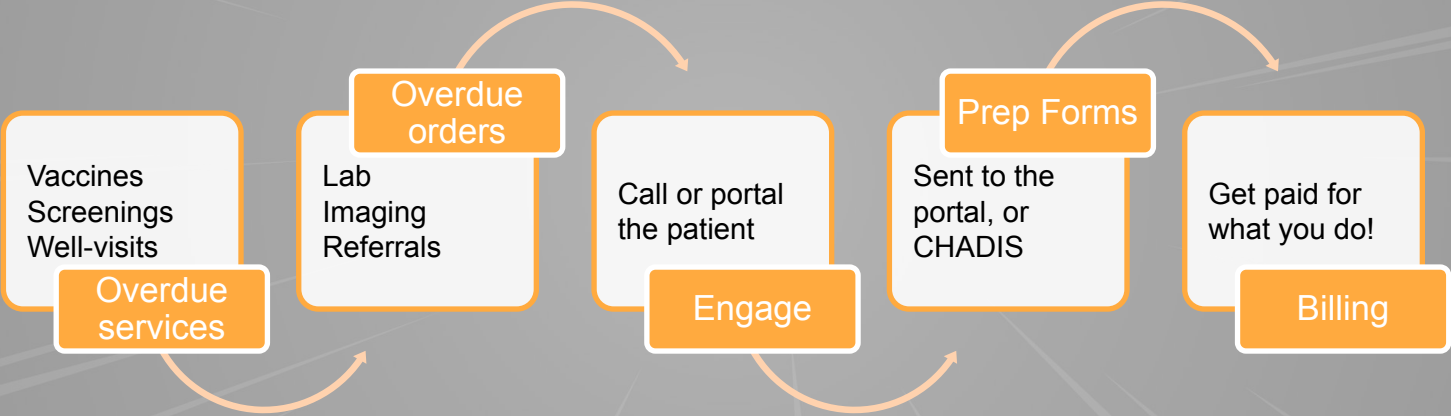 Vaccines
Screenings
Well-visits
Overdue
services
Overdue
orders
Lab
Imaging
Referrals
Call or portal
the patient
Engage
Prep Forms
Sent to the
portal, or
CHADIS
Get paid for
what you do!
Billing